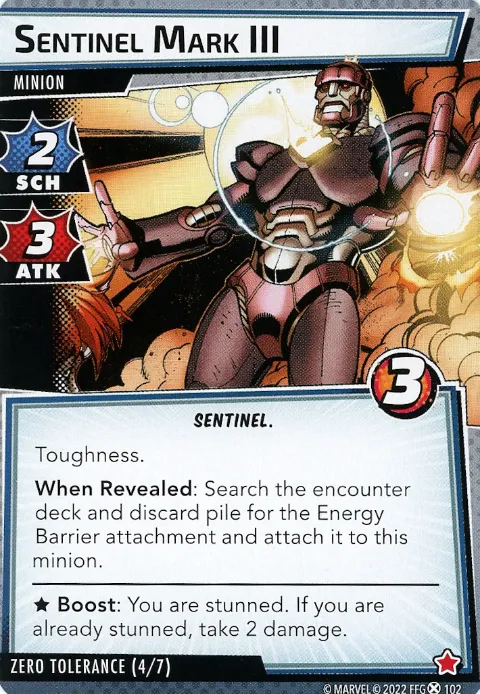 SENTINEL MARK III
MINION
2
SCH
3
ATK
3
SENTINEL.
Toughness.
When Revealed: Search the encounter
deck and discard pile for the Energy
Barrier attachment and attach it to this
minion.
★ Boost: You are stunned. If you are
already stunned, take 2 damage.
ZERO TOLERANCE (4/7)
© MARVEL © 2022 FFG 102